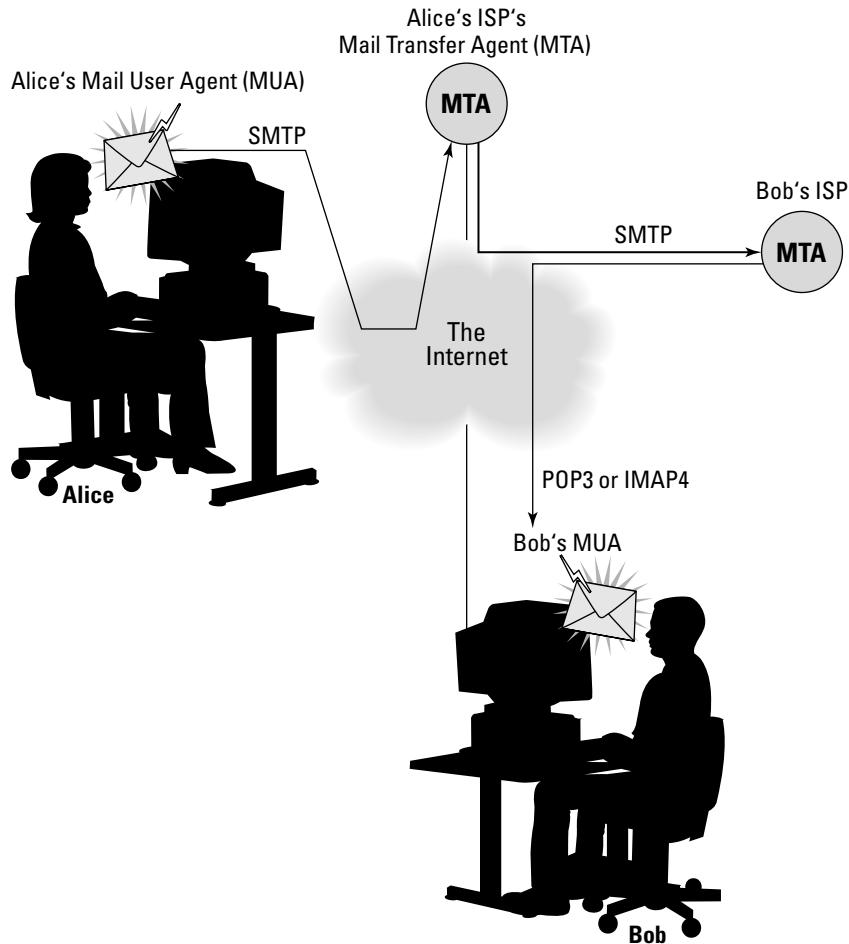 Alice‘s ISP‘s
Mail Transfer Agent (MTA)
Alice‘s Mail User Agent (MUA)
MTA
SMTP
Bob‘s ISP
SMTP
MTA
The
Internet
POP3 or IMAP4
Alice
Bob‘s MUA
Bob